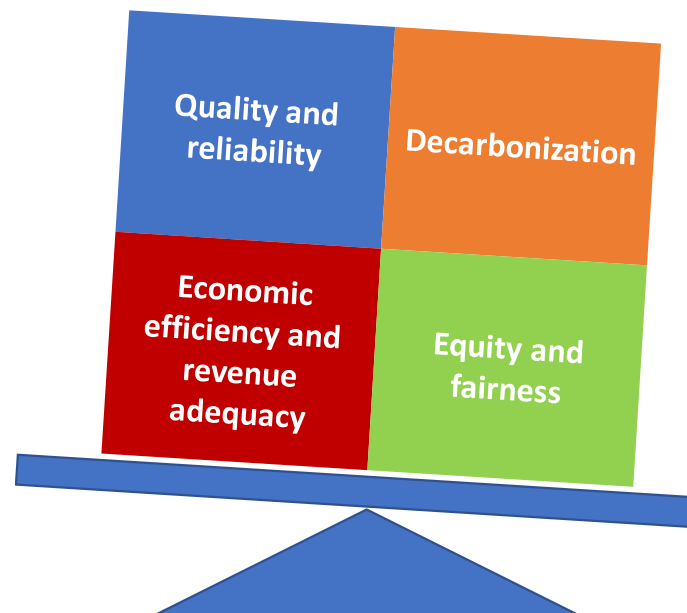 Quality and
reliability
Decarbonization
Economic
efficiency and
revenue
adequacy
Equity and
fairness